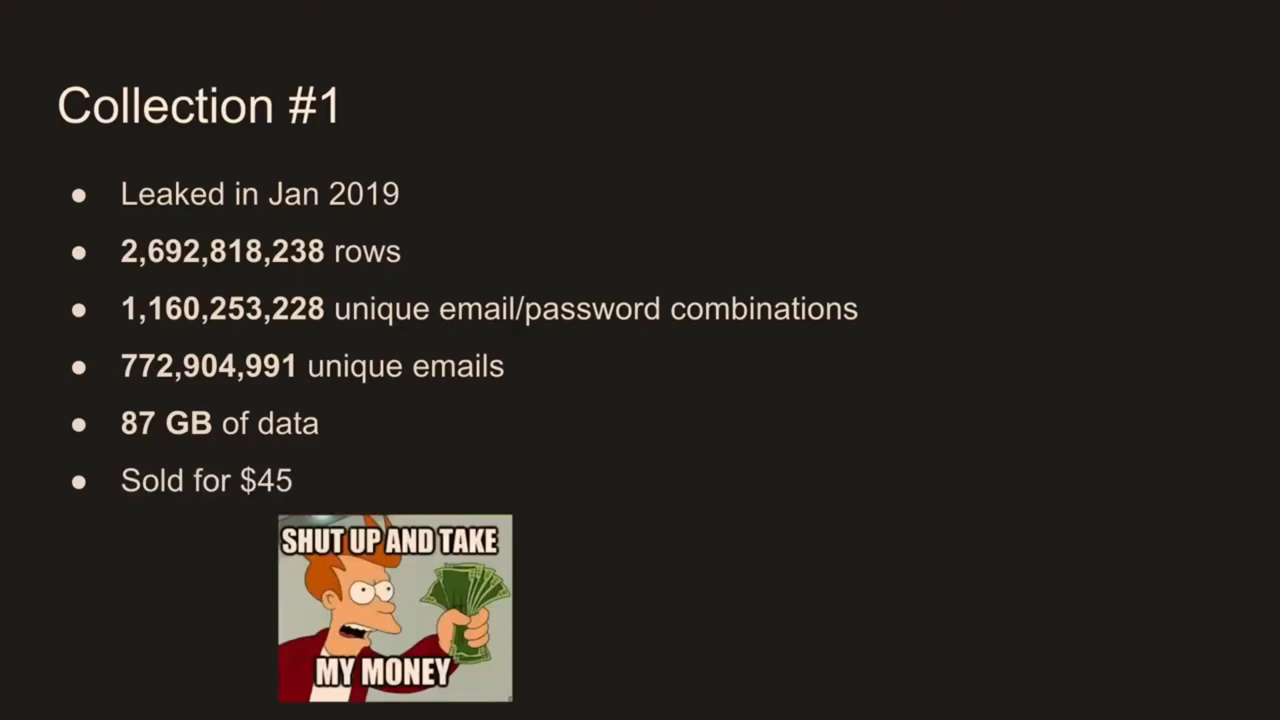 Collection #1
● Leaked in Jan 2019
● 2,692,818,238 rows
● 1,160,253,228 unique email/password combinations
● 772,904,991 unique emails
● 87 GB of data
● Sold for $45
SHUT UP AND TAKE
MY MONEY